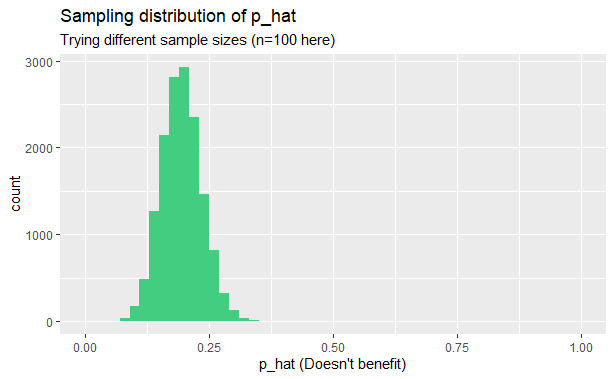 Sampling distribution of p_hat
Trying different sample sizes (n=100 here)
3000
2000
1000
0
count
0.00 0.25 0.50 0.75 1.00
p_hat (Doesn't benefit)